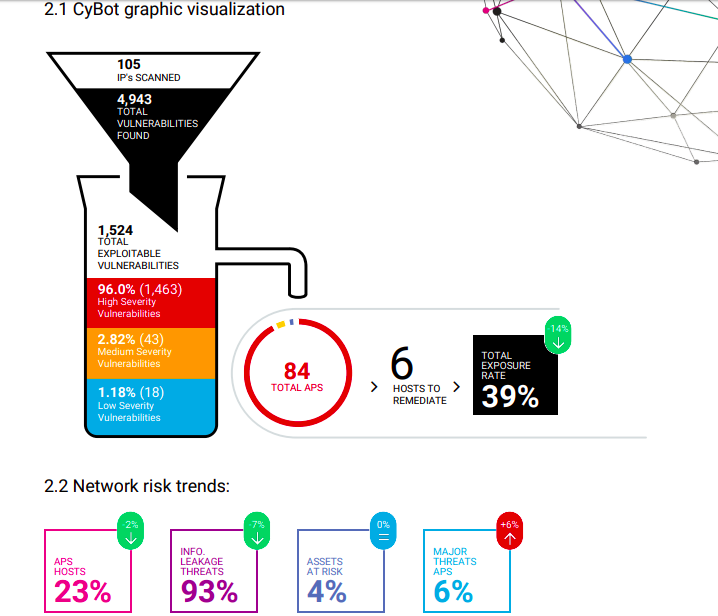 2.1 CyBot graphic visualization
105
IP's SCANNED
4,943
TOTAL
VULNERABILITIES
FOUND
1,524
TOTAL
EXPLOITABLE
VULNERABILITIES
96.0% (1,463)
High Severity
Vulnerabilities
2.82% (43)
Medium Severity
Vulnerabilities
1.18% (18)
Low Severity
Vulnerabilities
84
TOTAL APS
6
HOSTS TO
REMEDIATE
-14%
TOTAL
EXPOSURE
RATE
39%
2.2 Network risk trends:
-2%
APS
HOSTS
23%
-7%
INFO.
LEAKAGE
THREATS
93%
0%
ASSETS
AT RISK
4%
+6%
MAJOR
THREATS
APS
6%